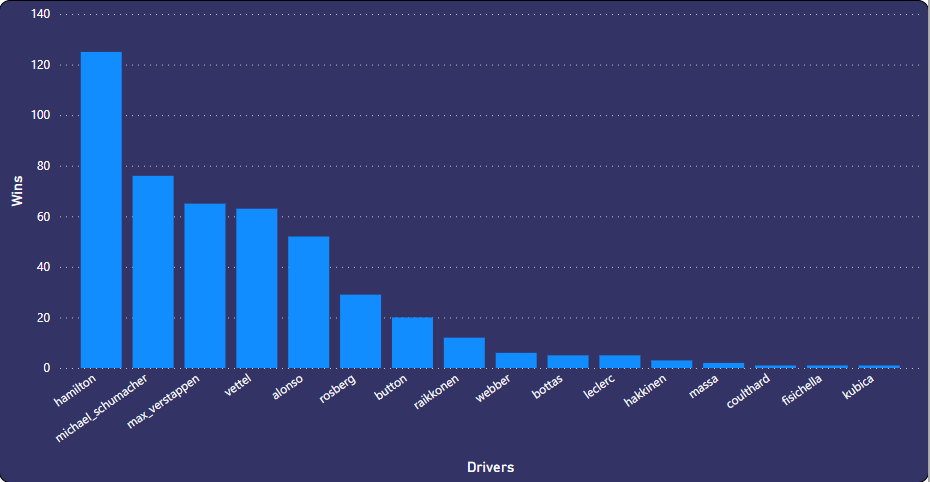 140
120
100
80
60
40
20
0
Wins
hamilton
michael_schumacher
max_verstappen
vettel
alonso
rosberg
button
raikkonen
webber
bottas
leclerc
hakkinen
massa
coulthard
fisichella
kubica
Drivers